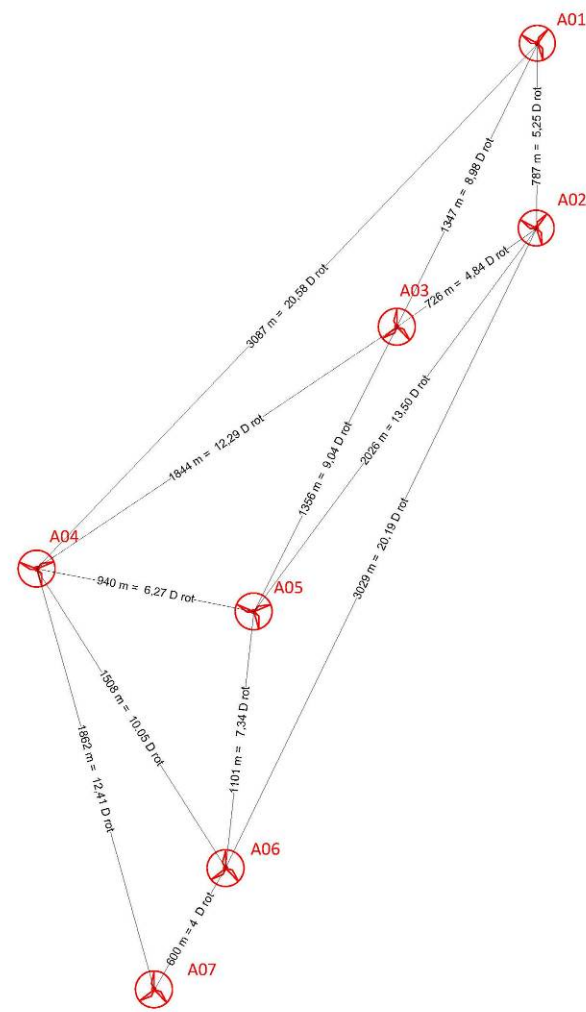 A01
787 m = 5,25 D rot
1347 m = 8,98 D rot
A02
3087 m = 20,58 D rot
726 m = 4,84 D rot
A03
2026 m = 13,50 D rot
1844 m = 12,29 D rot
1356 m = 9,04 D rot
3029 m = 20,19 D rot
A04
940 m = 6,27 D rot
A05
1508 m = 10,05 D rot
1101 m = 7,34 D rot
1862 m = 12,41 D rot
A06
600 m = 4 D rot
A07